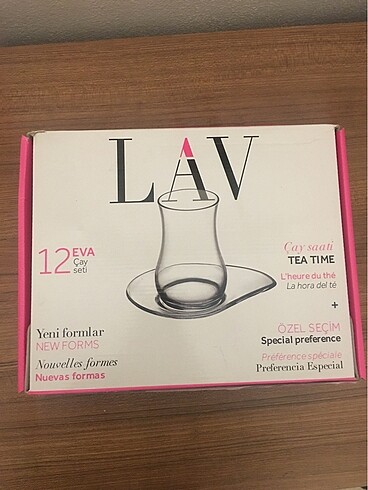 LAV
12 EVA
Çay
seti
Çay saati
TEA TIME
L'heure du thé
La hora del té
+
ÖZEL SEÇİM
Special preference
Préférence spéciale
Preferencia Especial
Yeni formlar
NEW FORMS
Nouvelles formes
Nuevas formas